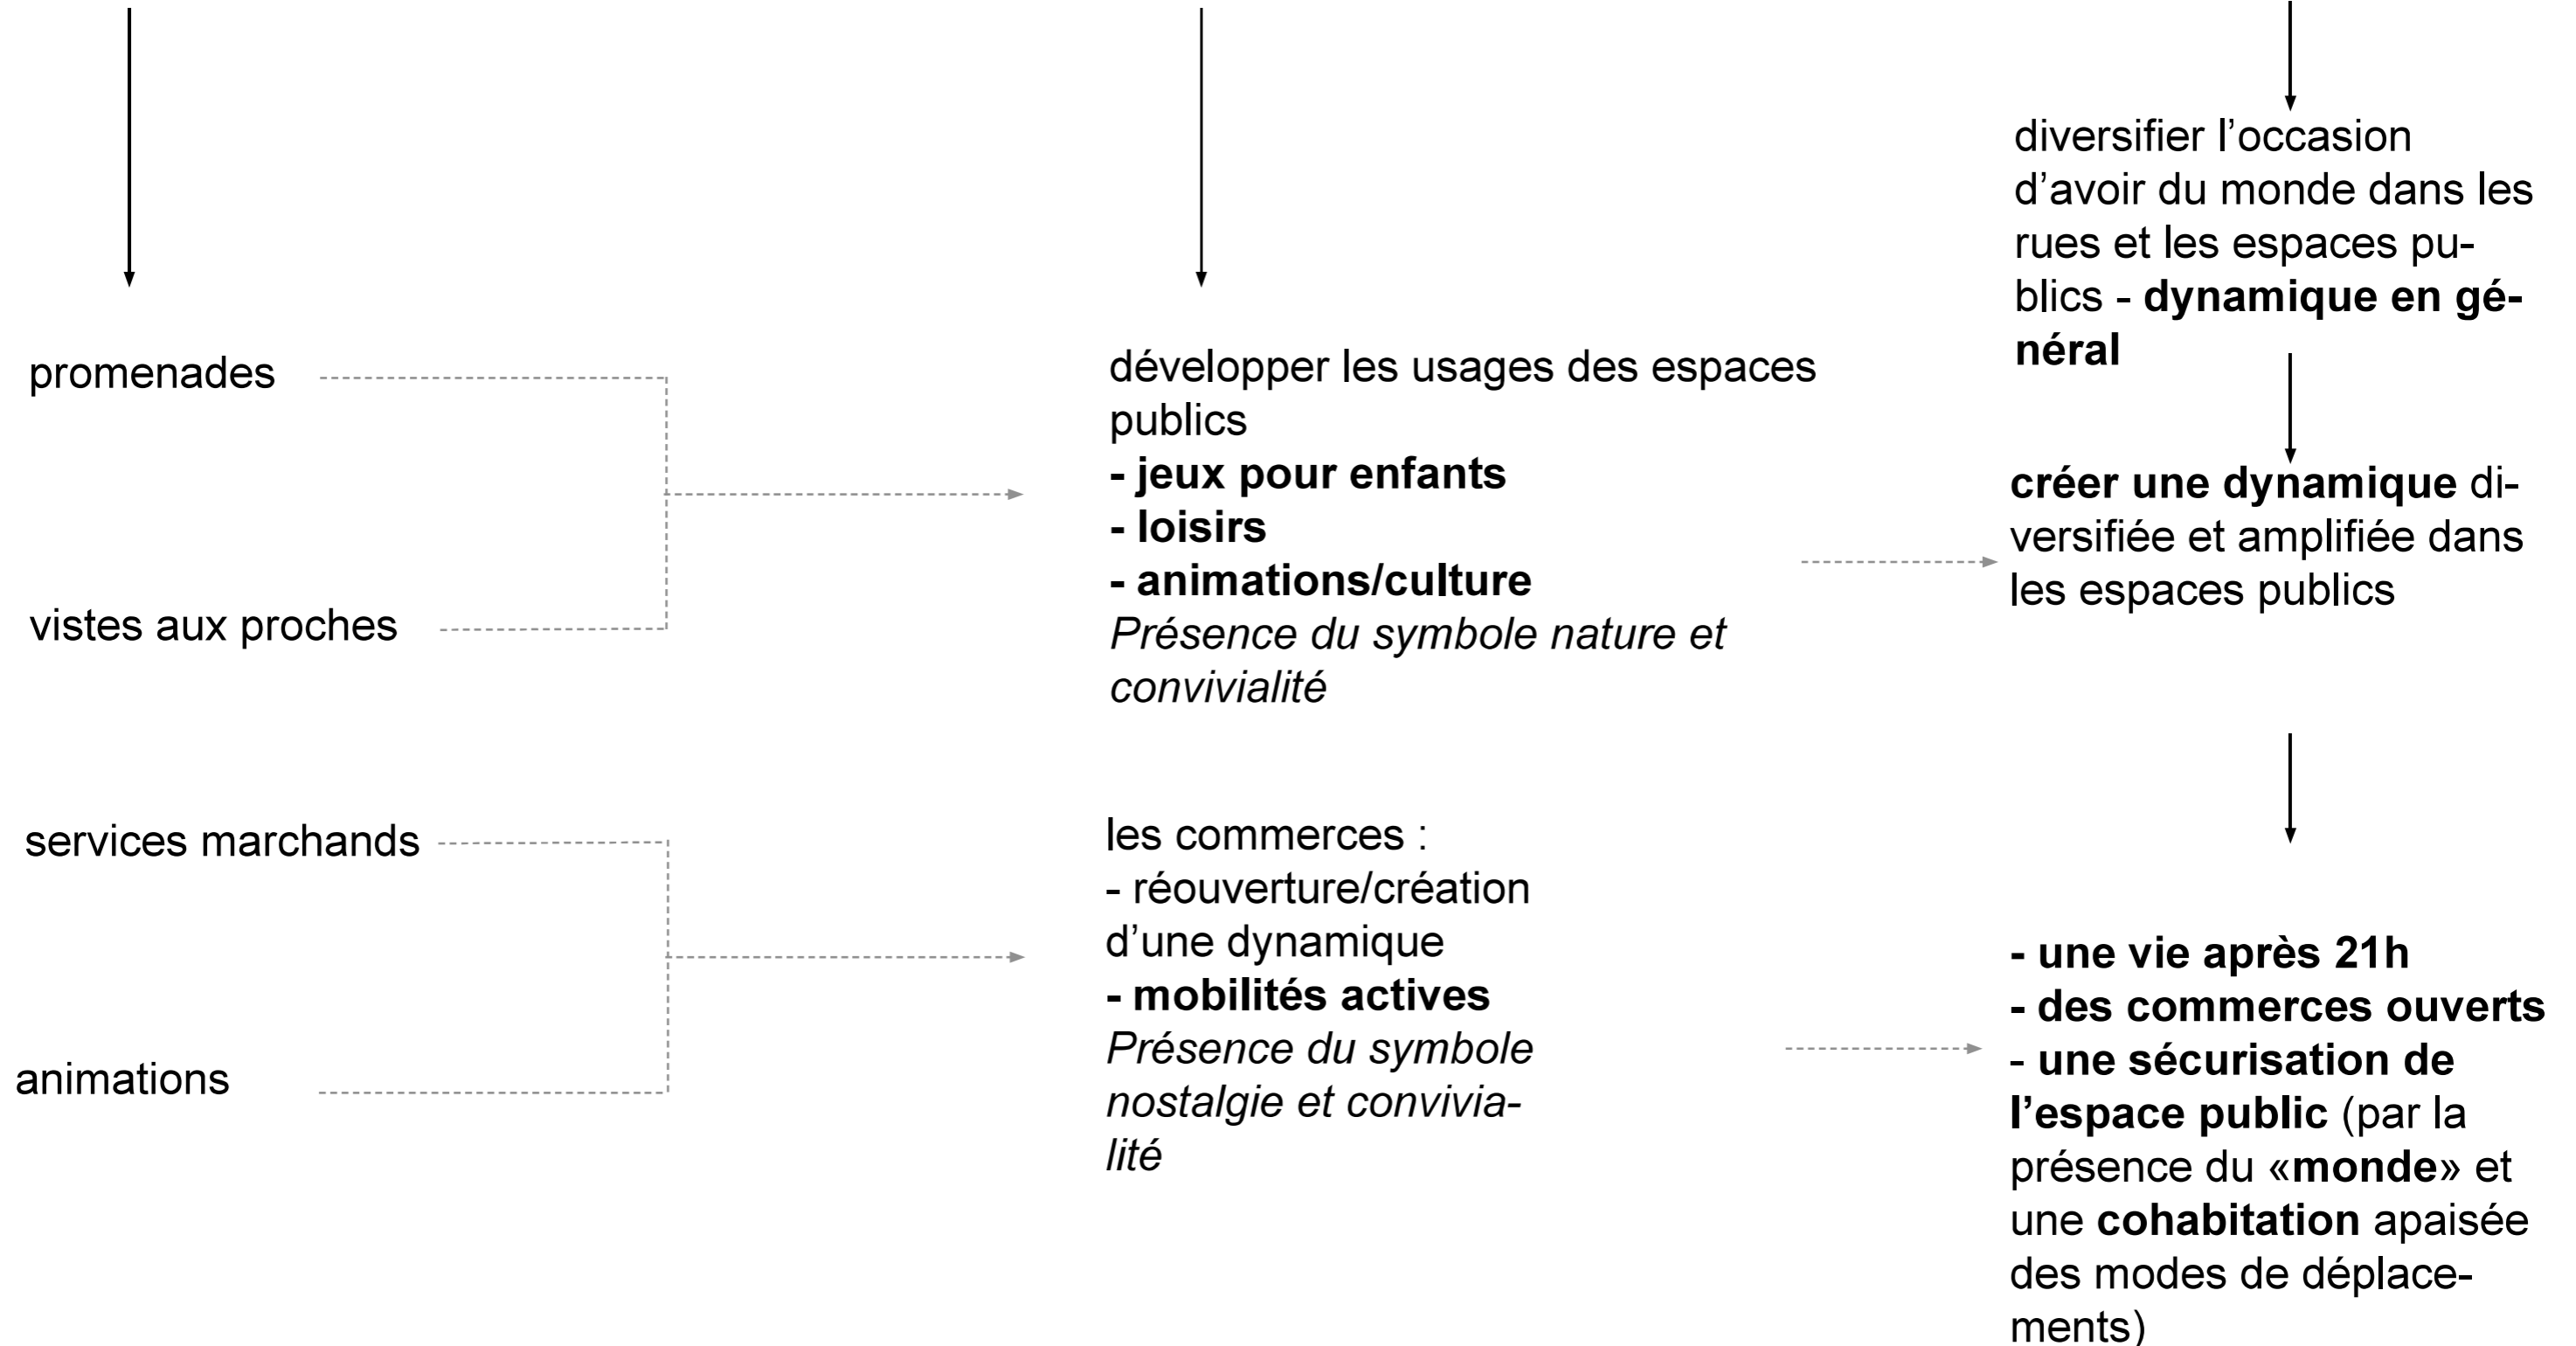 promenades
vistes aux proches
services marchands
animations
développer les usages des espaces
publics
- jeux pour enfants
- loisirs
- animations/culture
Présence du symbole nature et
convivialité
les commerces :
- réouverture/création
d’une dynamique
- mobilités actives
Présence du symbole
nostalgie et convivia-
lité
diversifier l’occasion
d’avoir du monde dans les
rues et les espaces pu-
blics - dynamique en gé-
néral
créer une dynamique di-
versifiée et amplifiée dans
les espaces publics
- une vie après 21h
- des commerces ouverts
- une sécurisation de
l’espace public (par la
présence du «monde» et
une cohabitation apaisée
des modes de déplace-
ments)